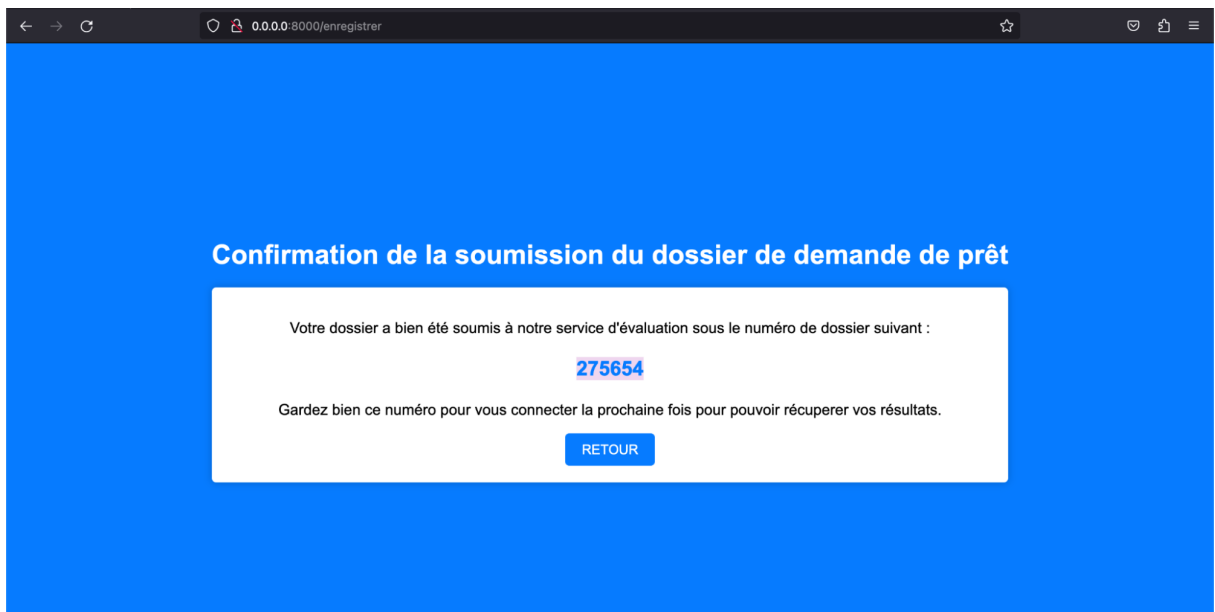 0.0.0.0:8000/enregistrer
Confirmation de la soumission du dossier de demande de prêt
Votre dossier a bien été soumis à notre service d'évaluation sous le numéro de dossier suivant :
275654
Gardez bien ce numéro pour vous connecter la prochaine fois pour pouvoir récuperer vos résultats.
RETOUR